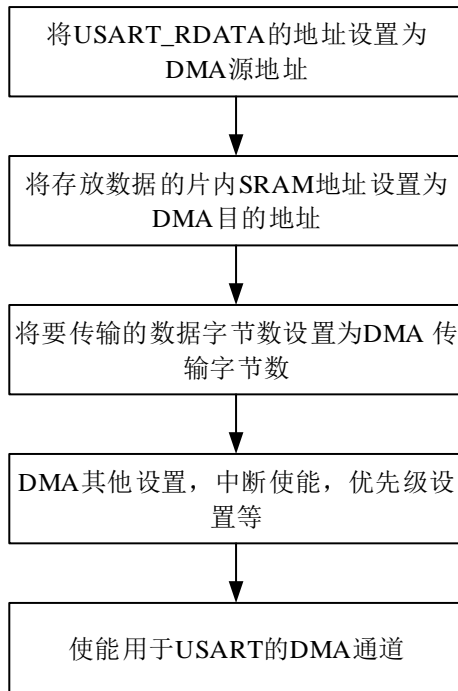 将USART_RDATA的地址设置为
DMA源地址
将存放数据的片内SRAM地址设置为
DMA目的地址
将要传输的数据字节数设置为DMA 传
输字节数
DMA其他设置，中断使能，优先级设
置等
使能用于USART的DMA通道